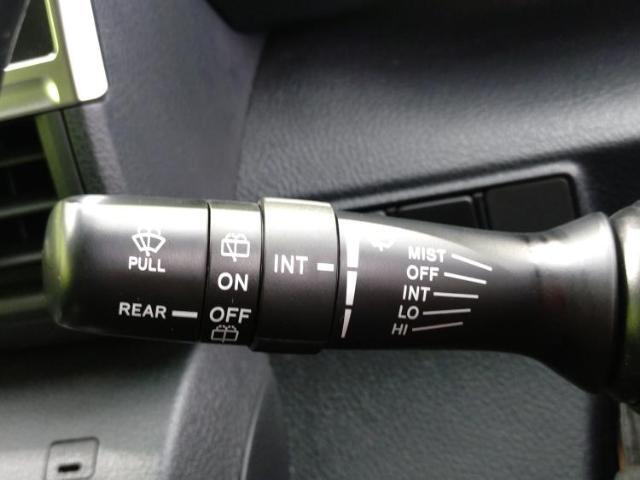 PULL
REAR
ON
OFF
INT
MIST
OFF
INT
LO
HI